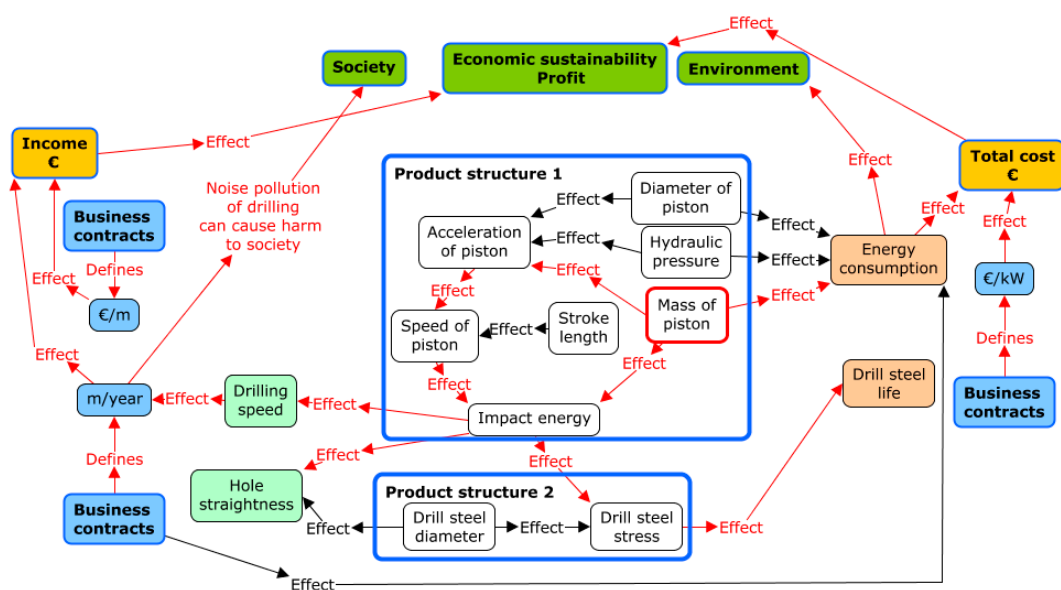 Effect
Society
Economic sustainability
Profit
Environment
Income
€
Effect
Total cost
€
Effect
Noise pollution
of drilling
can cause harm
to society
Product structure 1
Effect
Diameter of
piston
Effect
Business
contracts
Acceleration
of piston
Effect
Hydraulic
pressure
Effect
Energy
consumption
Effect
Defines
Effect
Effect
Effect
€/kW
Effect
Mass of
piston
Effect
€/m
Speed of
piston
Effect
Stroke
length
Defines
Effect
Effect
Effect
Drill steel
life
m/year
Effect
Drilling
speed
Effect
Impact energy
Business
contracts
Defines
Effect
Effect
Hole
straightness
Product structure 2
Business
contracts
Effect
Drill steel
diameter
Effect
Drill steel
stress
Effect
Effect